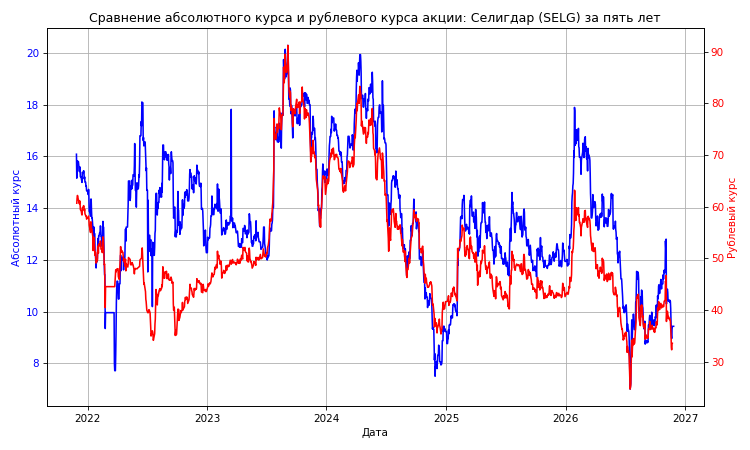 Сравнение абсолютного курса и рублевого курса акции: Селигдар (SELG) за пять лет
Абсолютный курс
20
18
16
14
12
10
8
90
80
70
60
50
40
30
Рублевый курс
2022 2023 2024 2025 2026 2027
Дата